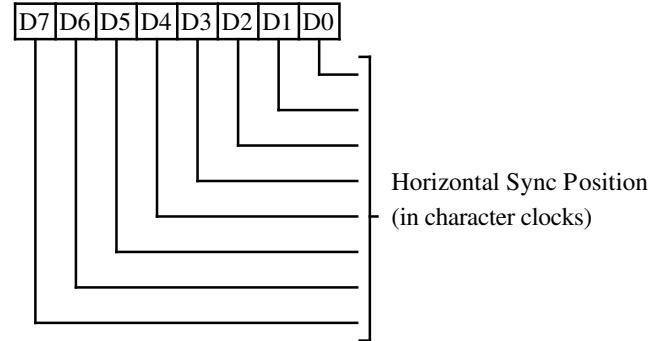 D7 D6 D5 D4 D3 D2 D1 D0
Horizontal Sync Position
(in character clocks)